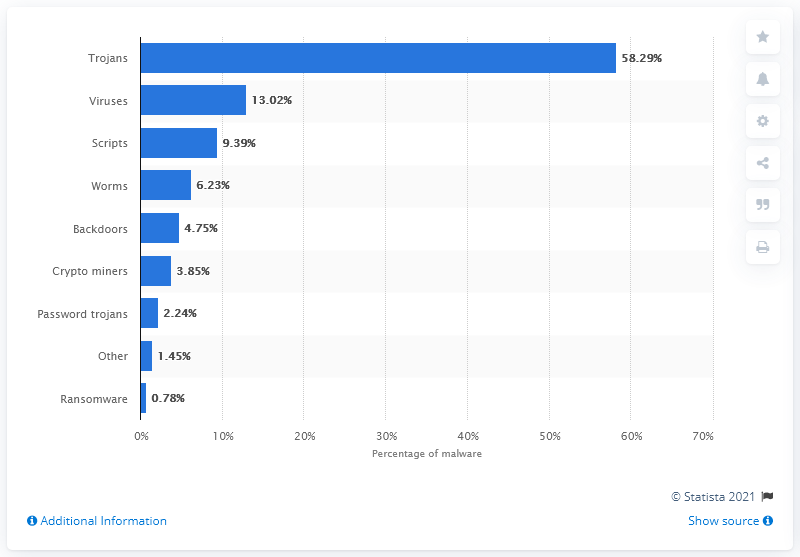 Trojans 58.29%
Viruses 13.02%
Scripts 9.39%
Worms 6.23%
Backdoors 4.75%
Crypto miners 3.85%
Password trojans 2.24%
Other 1.45%
Ransomware 0.78%
0% 10% 20% 30% 40% 50% 60% 70%
Percentage of malware
© Statista 2021
Additional Information Show source